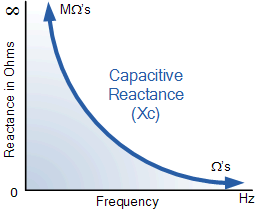 ∞
MΩ's
Capacitive
Reactance
(Xc)
Reactance in Ohms
Ω's
0
Frequency
Hz